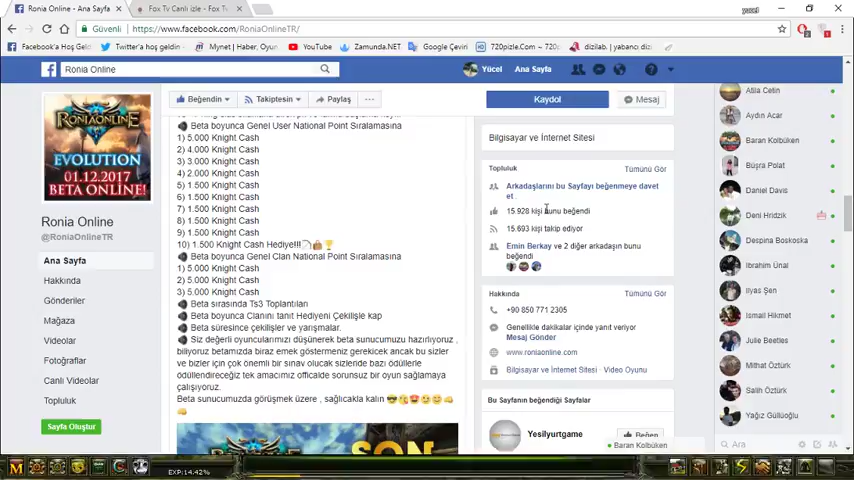 Ronia Online - Ana Sayfa
Fox Tv Canlı izle - Fox Tv
yucel
Güvenli
https://www.facebook.com/RoniaOnlineTR/
Facebook'a Hoş Gel
Twitter'a hoş geldin
Mynet | Haber, Oyun
YouTube
Zamunda.NET
Google Çeviri
720pizle.Com ~ 720
dizilab. | yabancı diz
Ronia Online
Yücel
Ana Sayfa
RONIAONLINE
EVOLUTION
01.12.2017
BETA ONLINE!
Ronia Online
@RoniaOnlineTR
Ana Sayfa
Hakkında
Gönderiler
Mağaza
Videolar
Fotoğraflar
Canlı Videolar
Topluluk
Sayfa Oluştur
Beğendin
Takiptesin
Paylaş
Kaydol
Mesaj
Beta boyunca Genel User National Point Sıralamasına
1) 5.000 Knight Cash
2) 4.000 Knight Cash
3) 3.000 Knight Cash
4) 2.000 Knight Cash
5) 1.500 Knight Cash
6) 1.500 Knight Cash
7) 1.500 Knight Cash
8) 1.500 Knight Cash
9) 1.500 Knight Cash
10) 1.500 Knight Cash Hediye!!!
Beta boyunca Genel Clan National Point Sıralamasına
1) 5.000 Knight Cash
2) 5.000 Knight Cash
3) 5.000 Knight Cash
Beta sırasında Ts3 Toplantıları
Beta Clanını tanıt Hediyeni Çekilişle kap
Beta süresince çekilişler ve yarışmalar.
Siz değerli oyuncularımızı düşünerek beta sunucumuzu hazırlıyoruz ,
biliyoruz betamızda biraz emek göstermeniz gerekicek ancak bu sizler
ve bizler için çok önemli bir sınav olucak sizleride bazı ödüllerle
ödüllendireceğiz tek amacımız officalde sorunsuz bir oyun sağlamaya
çalışıyoruz.
Beta sunucumuzda görüşmek üzere , sağlıcakla kalın
SON
Bilgisayar ve İnternet Sitesi
Topluluk
Tümünü Gör
Arkadaşlarını bu Sayfayı beğenmeye davet
et
15.928 kişi bunu beğendi
15.693 kişi takip ediyor
Emin Berkay ve 2 diğer arkadaşın bunu
beğendi
Hakkında
Tümünü Gör
+90 850 771 2305
Genellikle dakikalar içinde yanıt veriyor
Mesaj Gönder
www.roniaonline.com
Bilgisayar ve İnternet Sitesi · Video Oyunu
Bu Sayfanın beğendiği Sayfalar
Yesilyurtgame
Beğen
Baran Kolbüken
Atila Cetin
Aydın Acar
Baran Kolbüken
Büşra Polat
Daniel Davis
Deni Hridzik
Despina Boskoska
Ibrahim Ünal
Ilyas Şen
Ismail Hikmet
Julie Beetles
Mithat Öztürk
Salih Öztürk
Yağız Güllüoğlu
Ara
EXP:14.42%